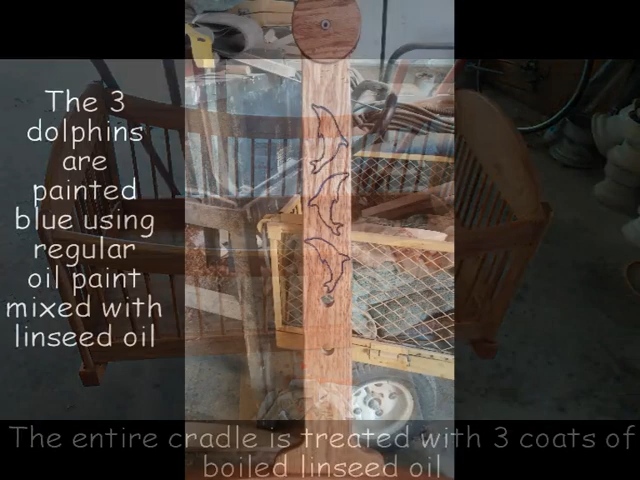 The 3
dolphins
are
painted
blue using
regular
oil paint
mixed with
linseed oil
The entire cradle is treated with 3 coats of
boiled linseed oil